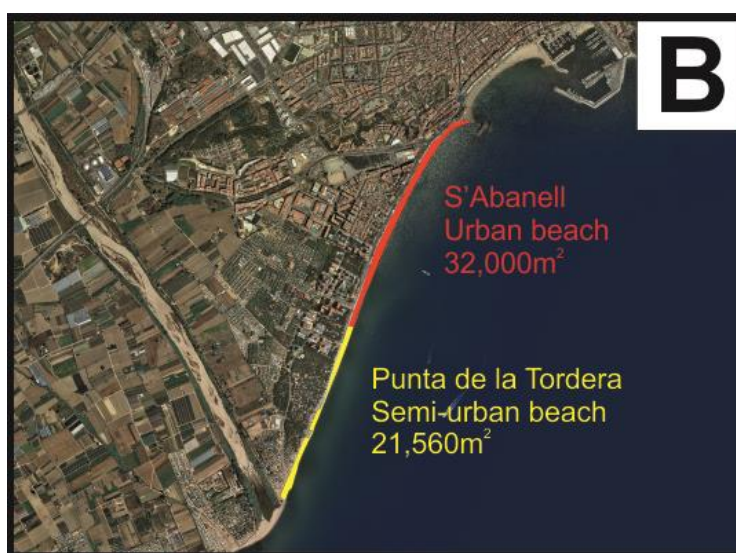 B
S'Abanell
Urban beach
32,000m²
Punta de la Tordera
Semi-urban beach
21,560m²